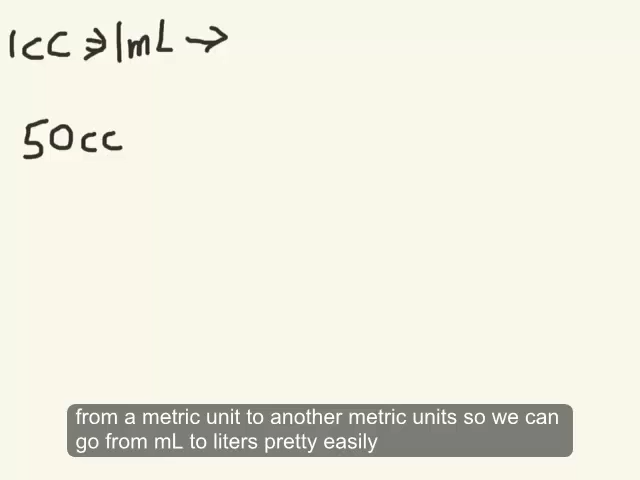 1cc ⇒ 1mL →
50cc
from a metric unit to another metric units so we can
go from mL to liters pretty easily